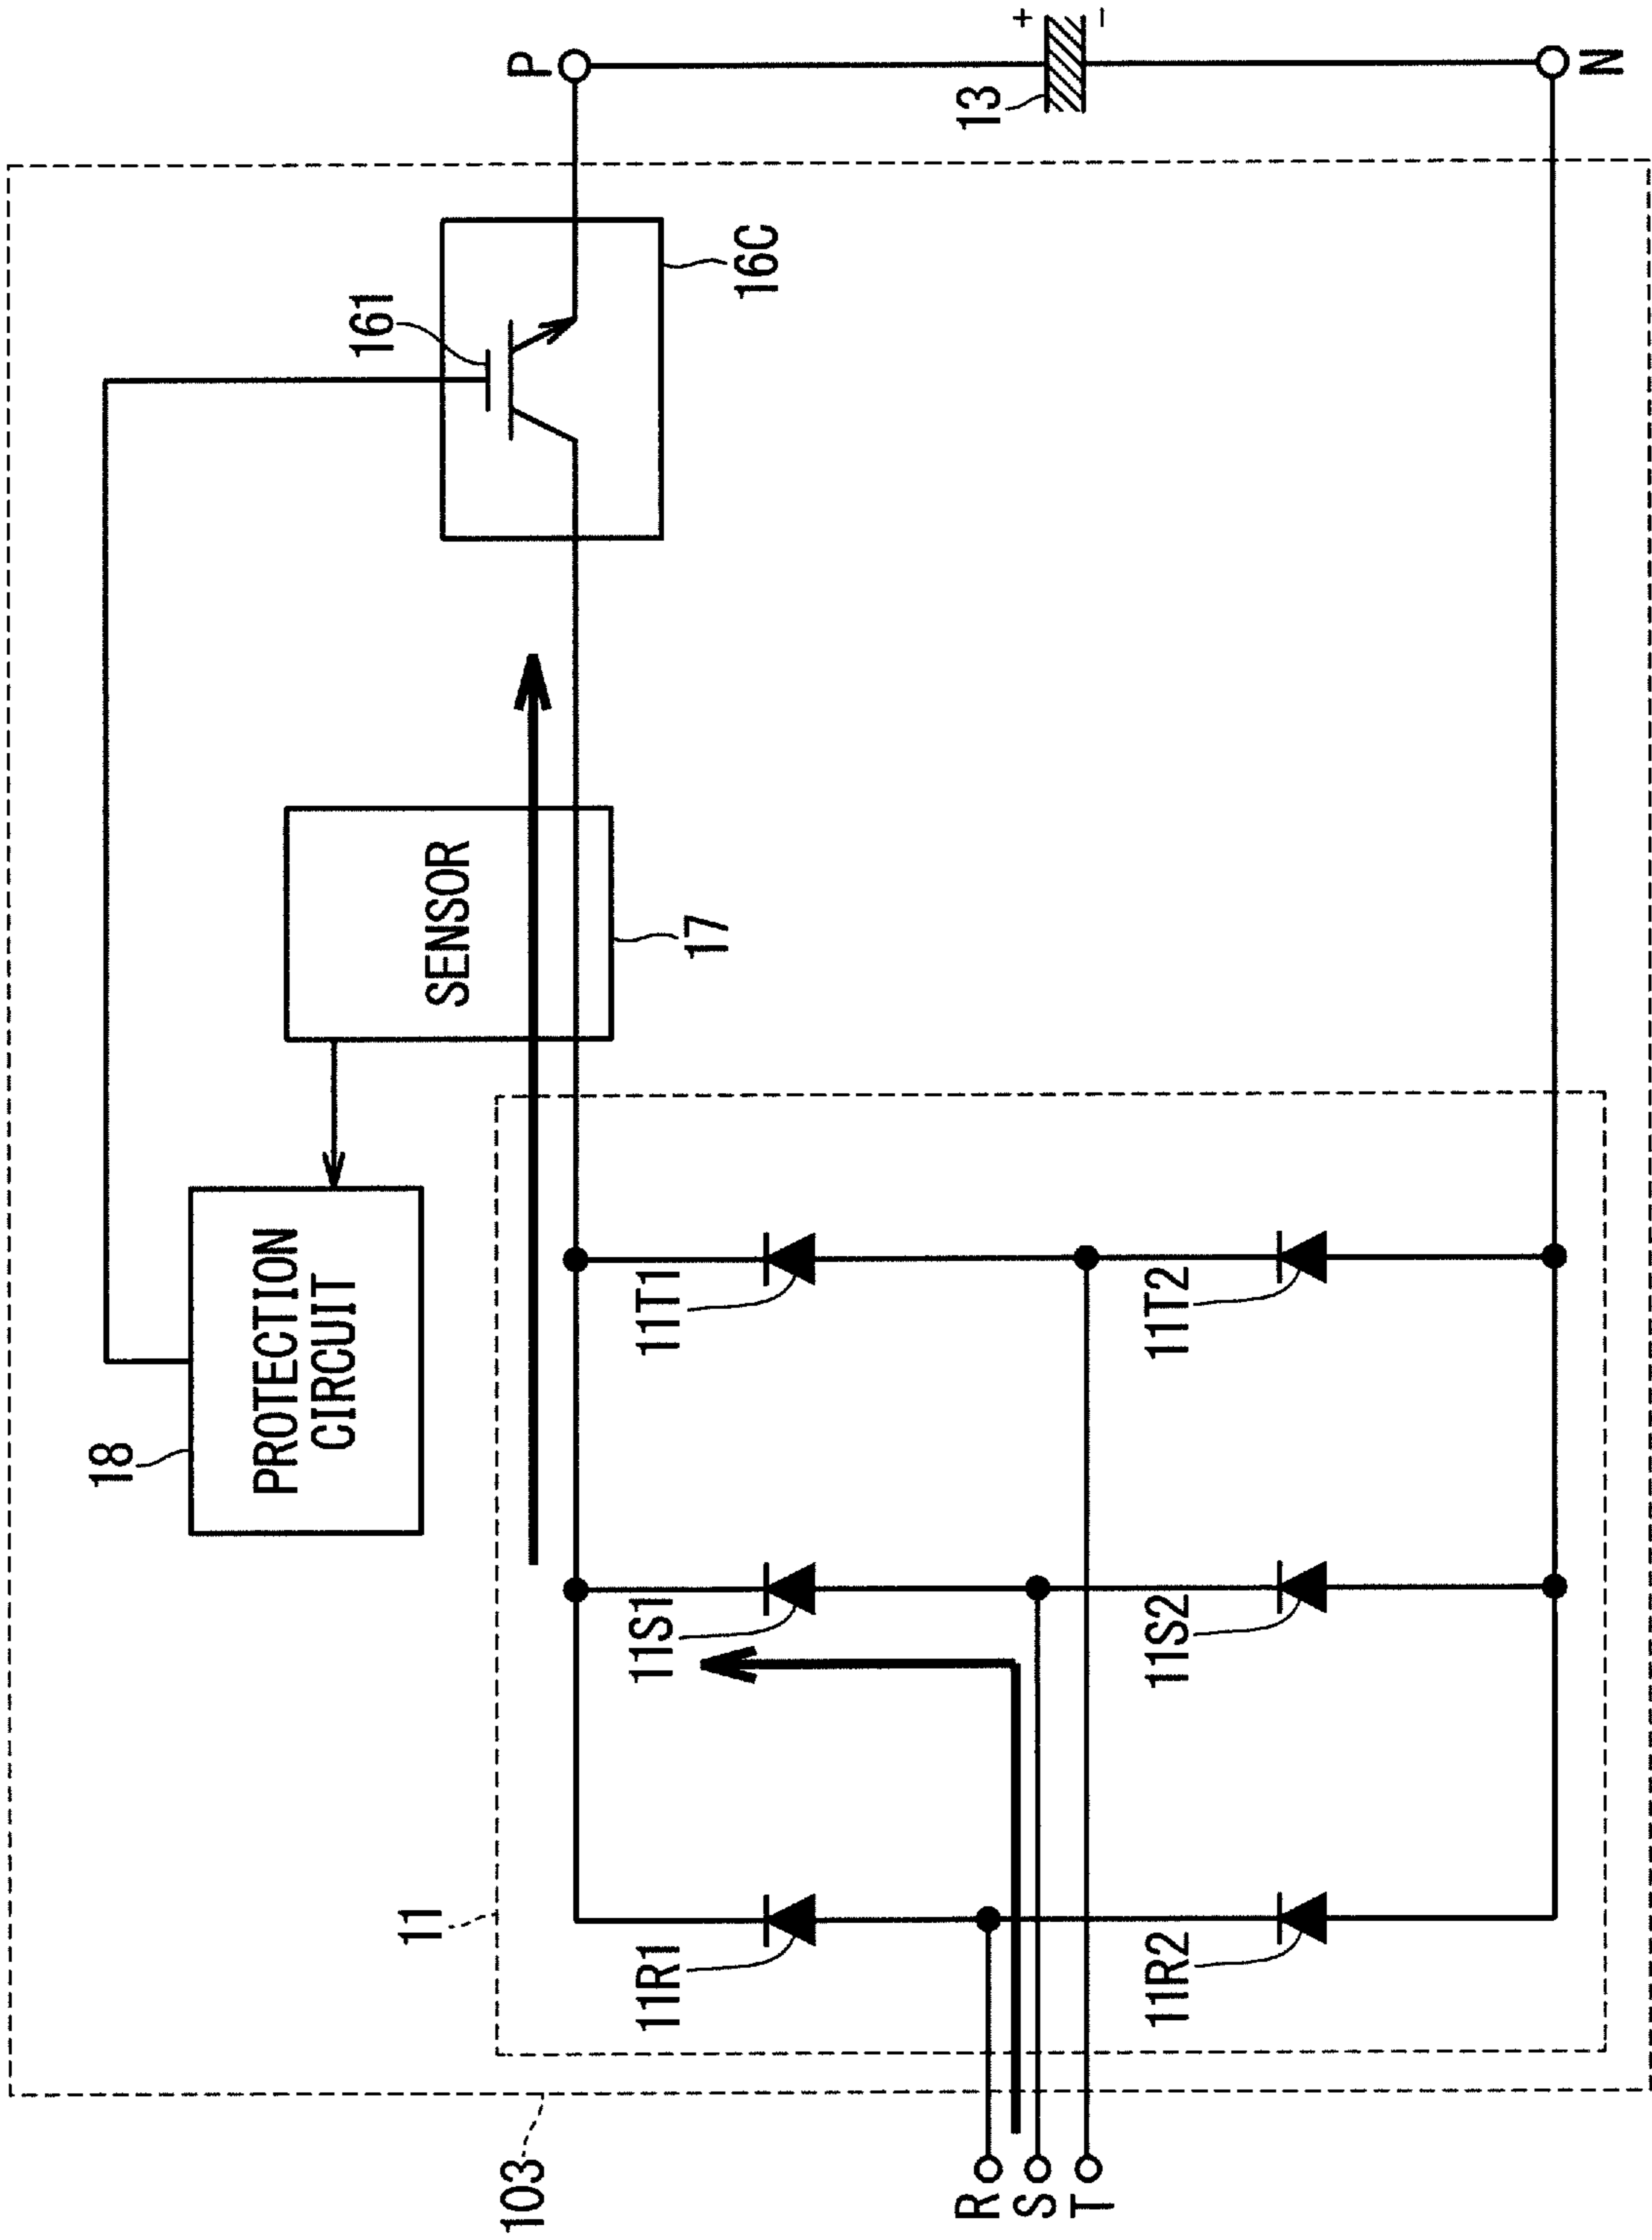 103
11
18
PROTECTION
CIRCUIT
SENSOR
17
161
16C
P
+
13
−
N
11R1
11S1
11T1
R
S
T
11R2
11S2
11T2